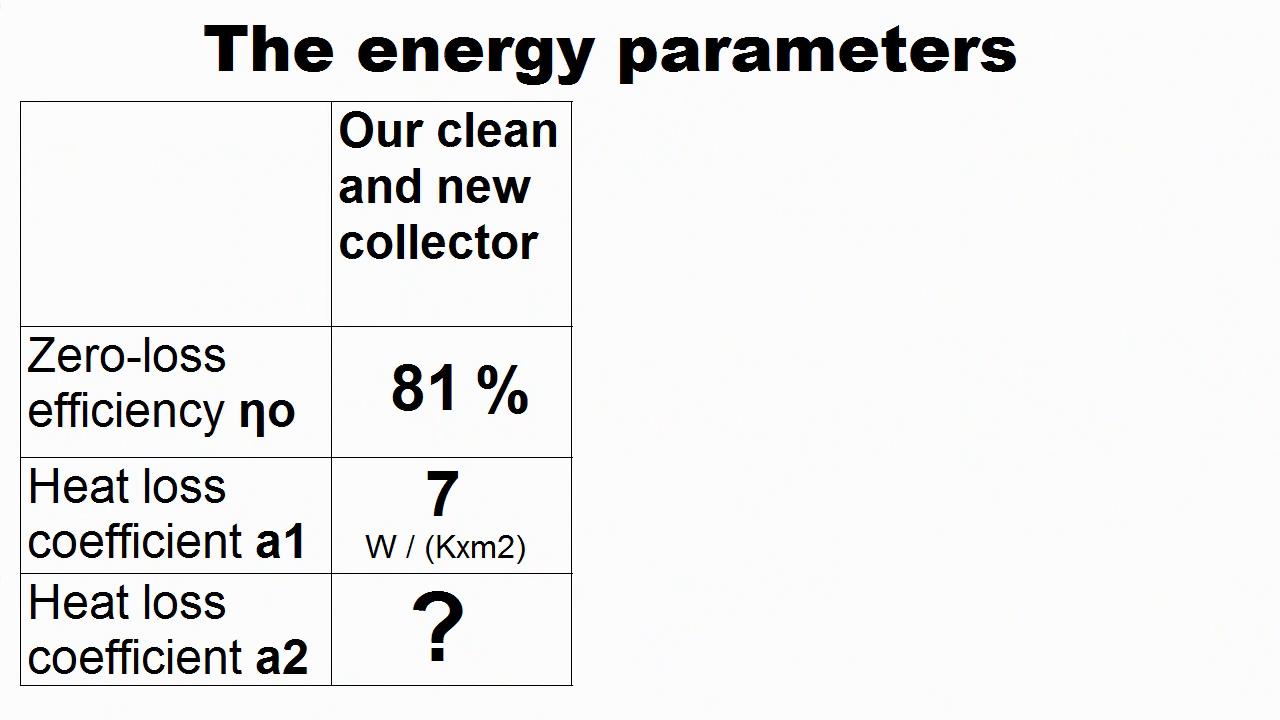 The energy parameters
Our clean
and new
collector
Zero-loss
efficiency ηo
81 %
Heat loss
coefficient a1
7
W / (Kxm2)
Heat loss
coefficient a2
?